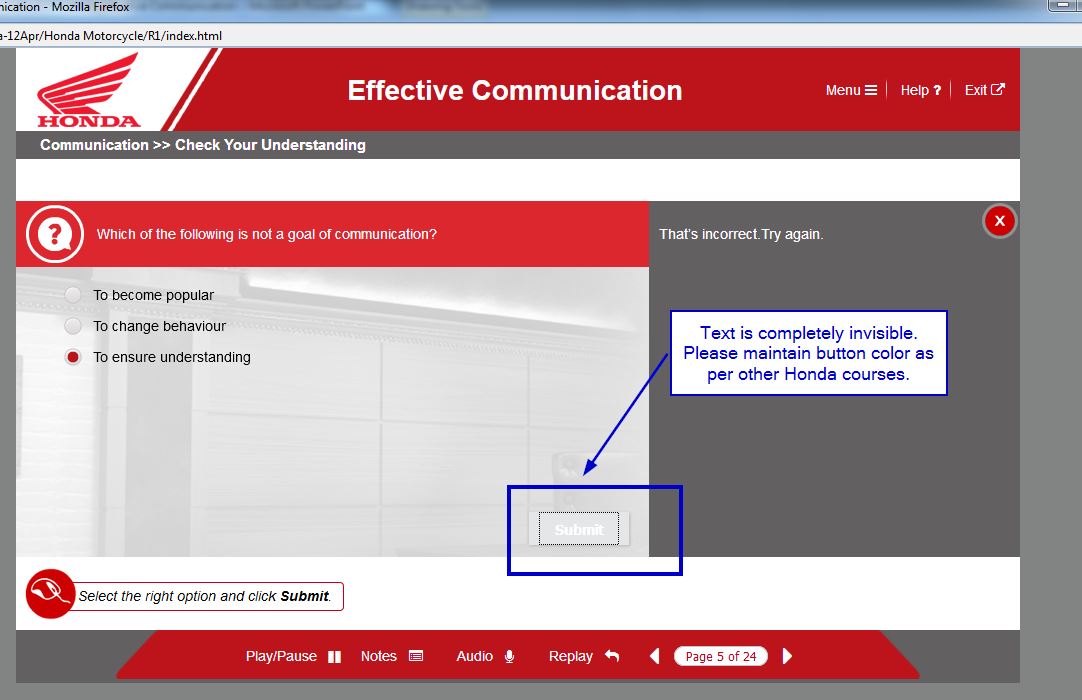 nication - Mozilla Firefox
a-12Apr/Honda Motorcycle/R1/index.html
HONDA
Effective Communication
Menu
Help ?
Exit
Communication >> Check Your Understanding
?
Which of the following is not a goal of communication?
That's incorrect.Try again.
X
To become popular
To change behaviour
To ensure understanding
Text is completely invisible.
Please maintain button color as
per other Honda courses.
Submit
Select the right option and click Submit.
Play/Pause
Notes
Audio
Replay
Page 5 of 24